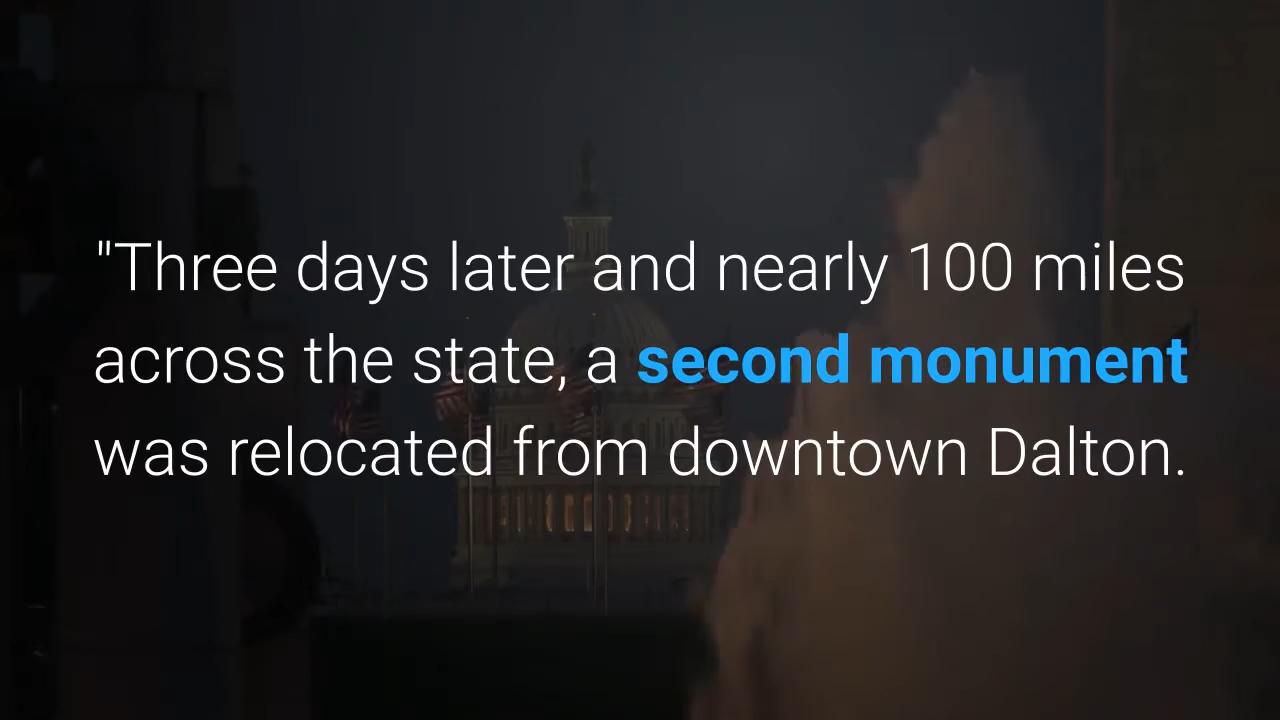 "Three days later and nearly 100 miles
across the state, a second monument
was relocated from downtown Dalton.